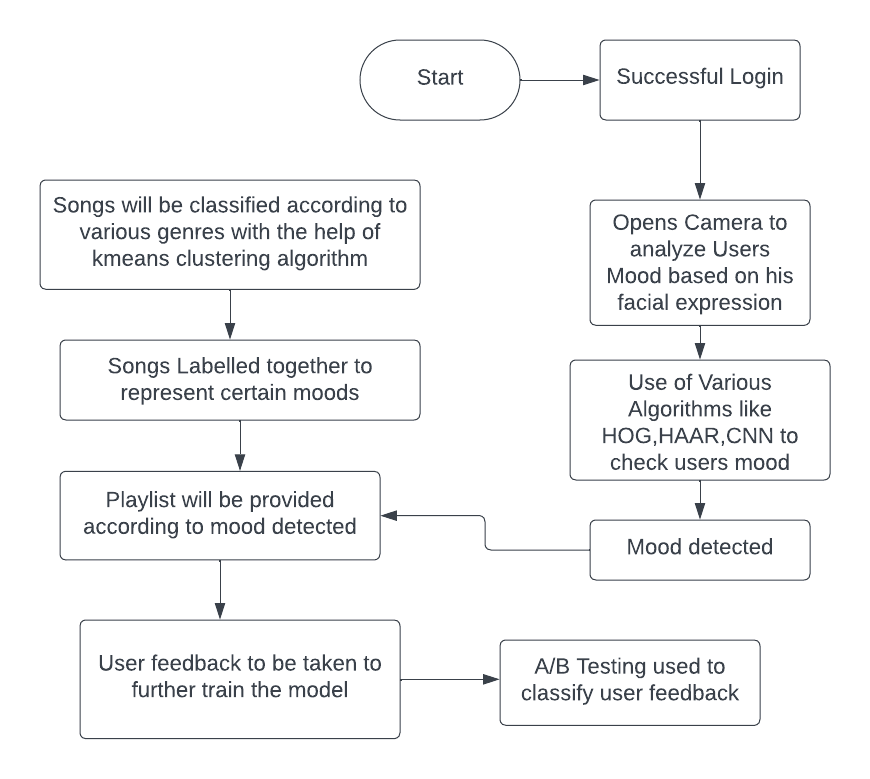 Start
Successful Login
Opens Camera to
analyze Users
Mood based on his
facial expression
Use of Various
Algorithms like
HOG,HAAR,CNN to
check users mood
Mood detected
Songs will be classified according to
various genres with the help of
kmeans clustering algorithm
Songs Labelled together to
represent certain moods
Playlist will be provided
according to mood detected
User feedback to be taken to
further train the model
A/B Testing used to
classify user feedback